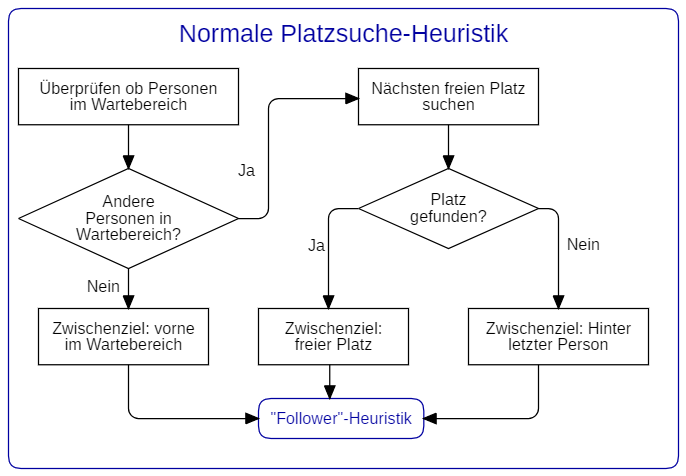 Normale Platzsuche-Heuristik
Überprüfen ob Personen
im Wartebereich
Nächsten freien Platz
suchen
Ja
Andere
Personen in
Wartebereich?
Platz
gefunden?
Ja
Nein
Nein
Zwischenziel: vorne
im Wartebereich
Zwischenziel:
freier Platz
Zwischenziel: Hinter
letzter Person
"Follower"-Heuristik